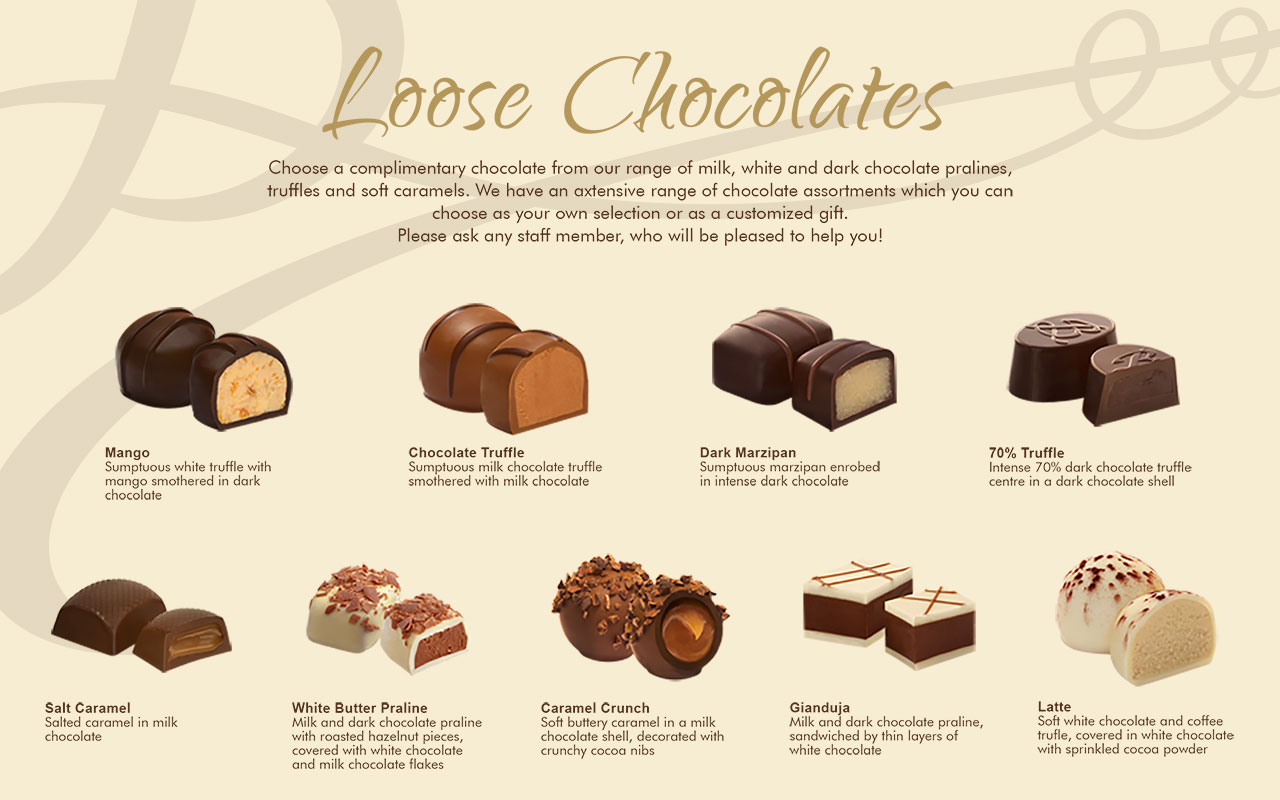 Loose Chocolates
Choose a complimentary chocolate from our range of milk, white and dark chocolate pralines,
truffles and soft caramels. We have an axtensive range of chocolate assortments which you can
choose as your own selection or as a customized gift.
Please ask any staff member, who will be pleased to help you!
Mango
Sumptuous white truffle with
mango smothered in dark
chocolate
Chocolate Truffle
Sumptuous milk chocolate truffle
smothered with milk chocolate
Dark Marzipan
Sumptuous marzipan enrobed
in intense dark chocolate
70% Truffle
Intense 70% dark chocolate truffle
centre in a dark chocolate shell
Salt Caramel
Salted caramel in milk
chocolate
White Butter Praline
Milk and dark chocolate praline
with roasted hazelnut pieces,
covered with white chocolate
and milk chocolate flakes
Caramel Crunch
Soft buttery caramel in a milk
chocolate shell, decorated with
crunchy cocoa nibs
Gianduja
Milk and dark chocolate praline,
sandwiched by thin layers of
white chocolate
Latte
Soft white chocolate and coffee
trufle, covered in white chocolate
with sprinkled cocoa powder